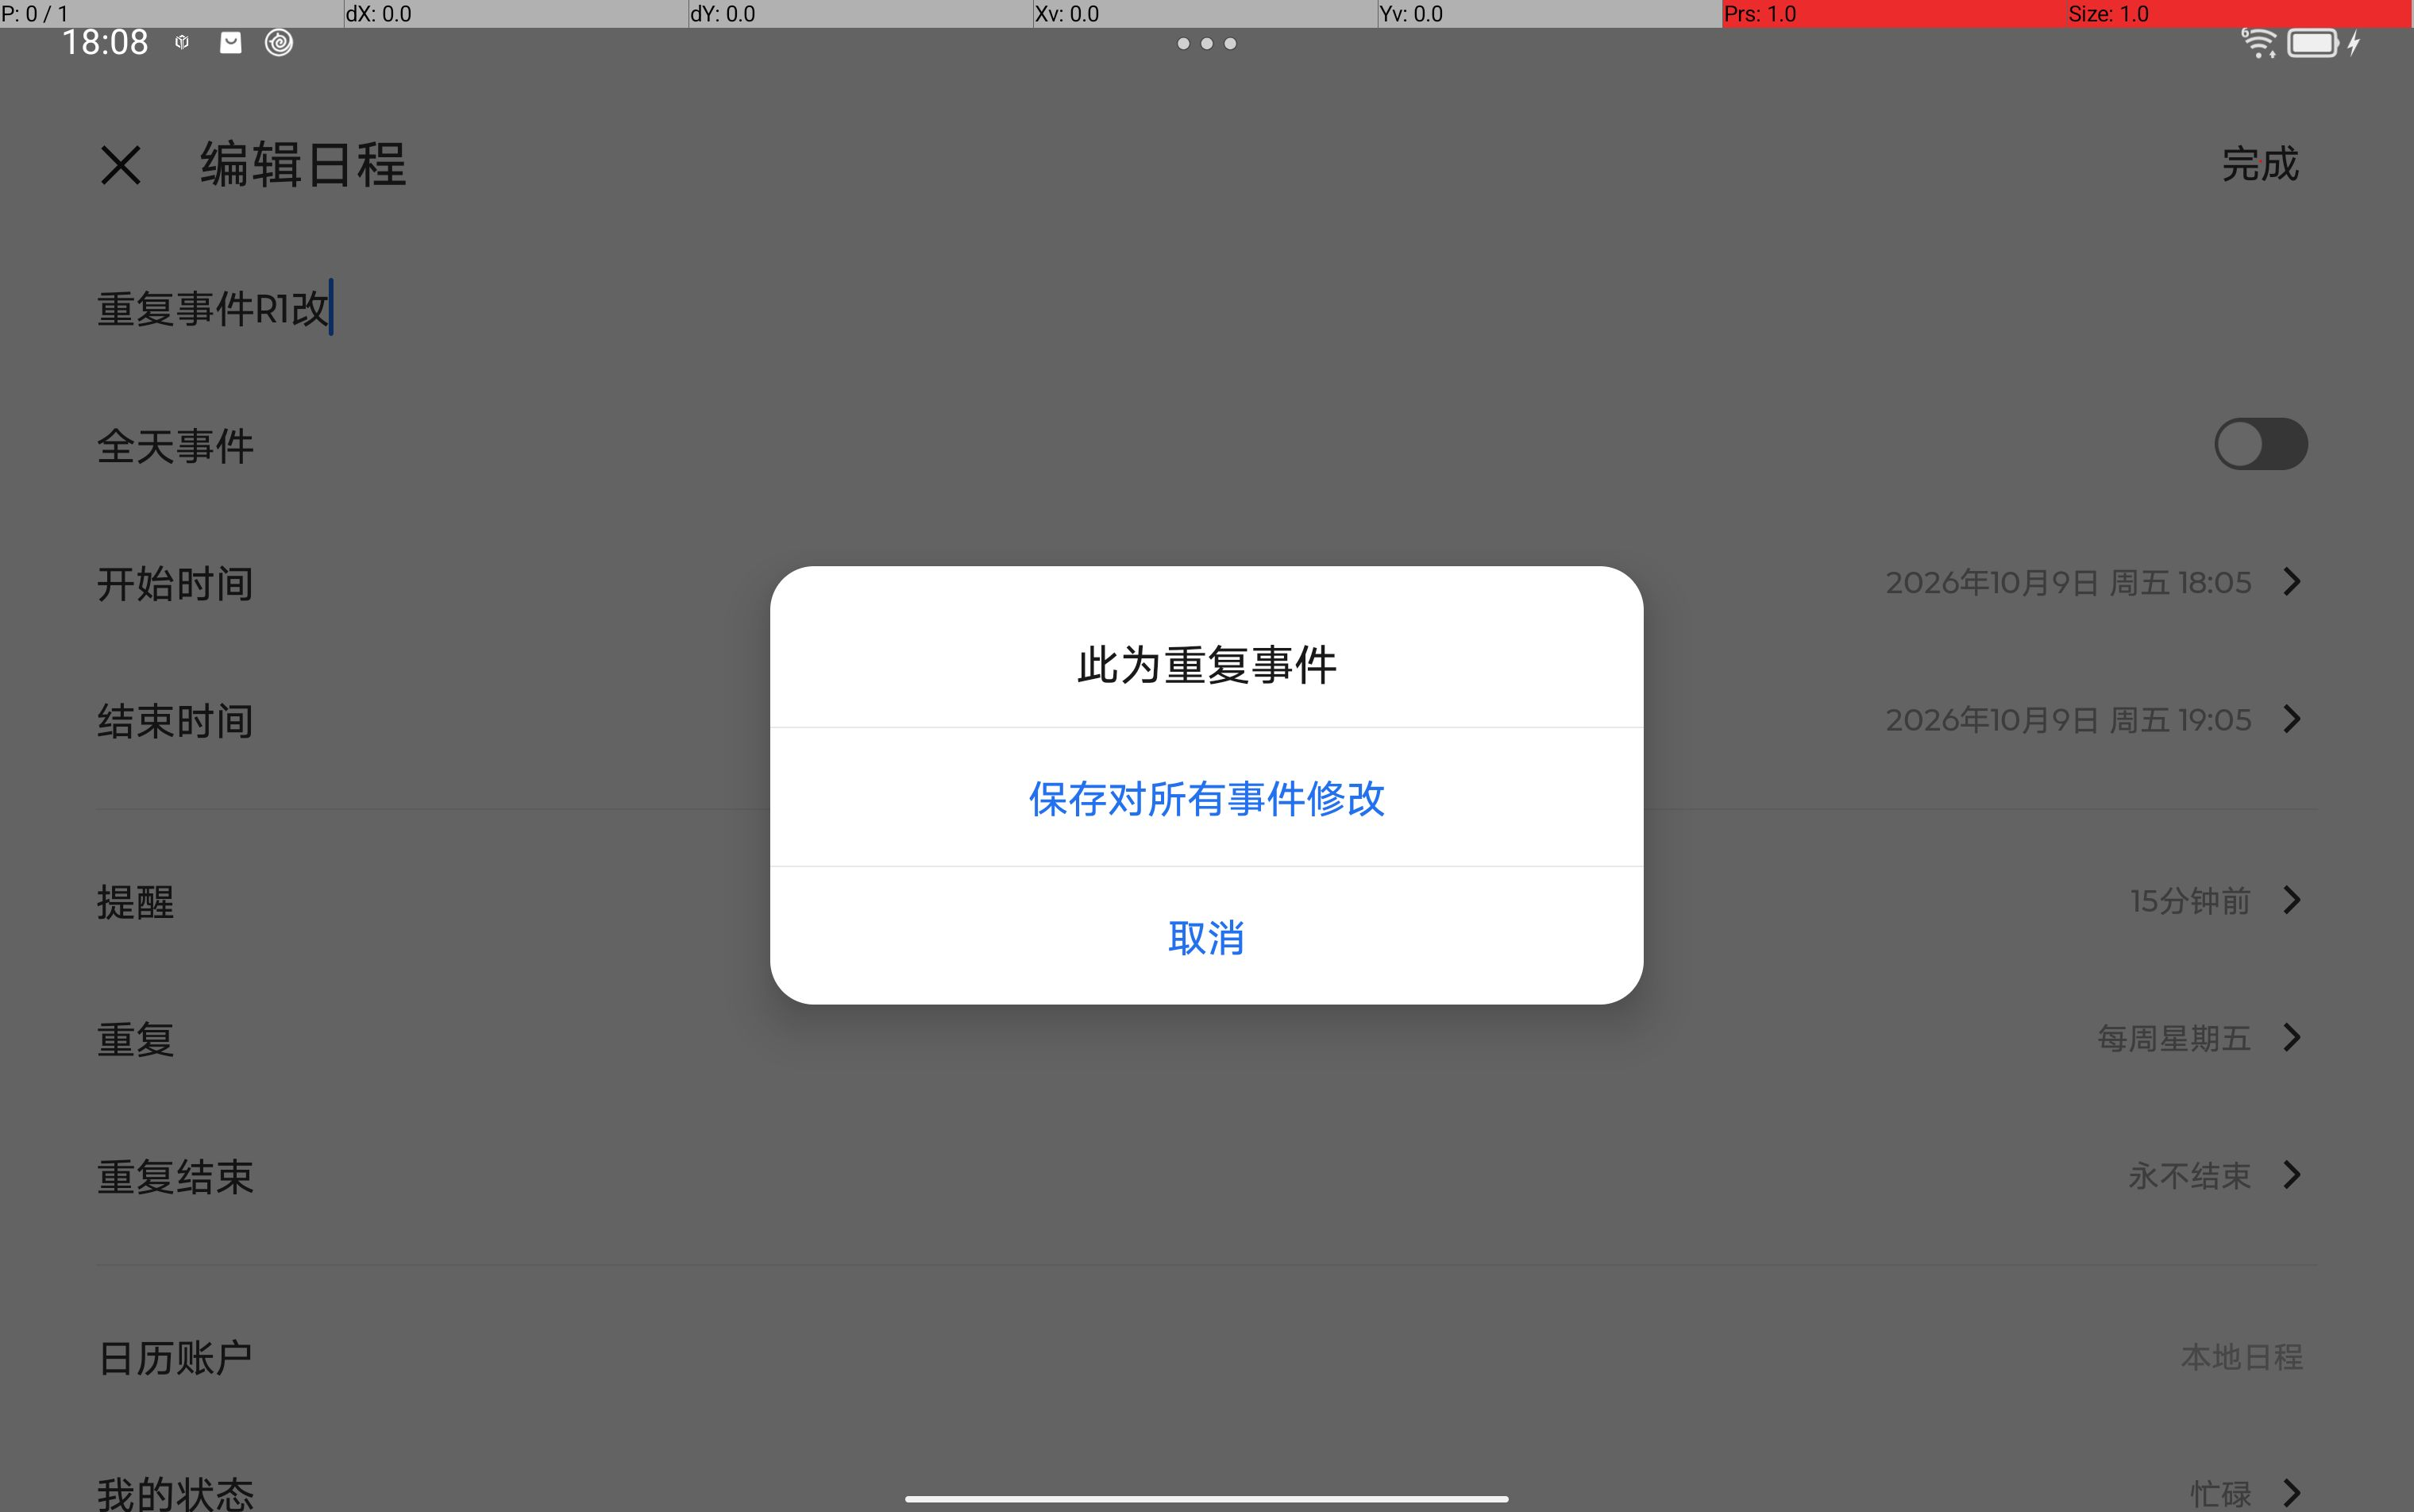 P: 0 / 1 dX: 0.0 dY: 0.0 Xv: 0.0 Yv: 0.0 Prs: 1.0 Size: 1.0
18:08 6
编辑日程 完成
重复事件R1改
全天事件
开始时间 2026年10月9日 周五 18:05
结束时间 2026年10月9日 周五 19:05
此为重复事件
保存对所有事件修改
取消
提醒 15分钟前
重复 每周星期五
重复结束 永不结束
日历账户 本地日程
我的状态 忙碌